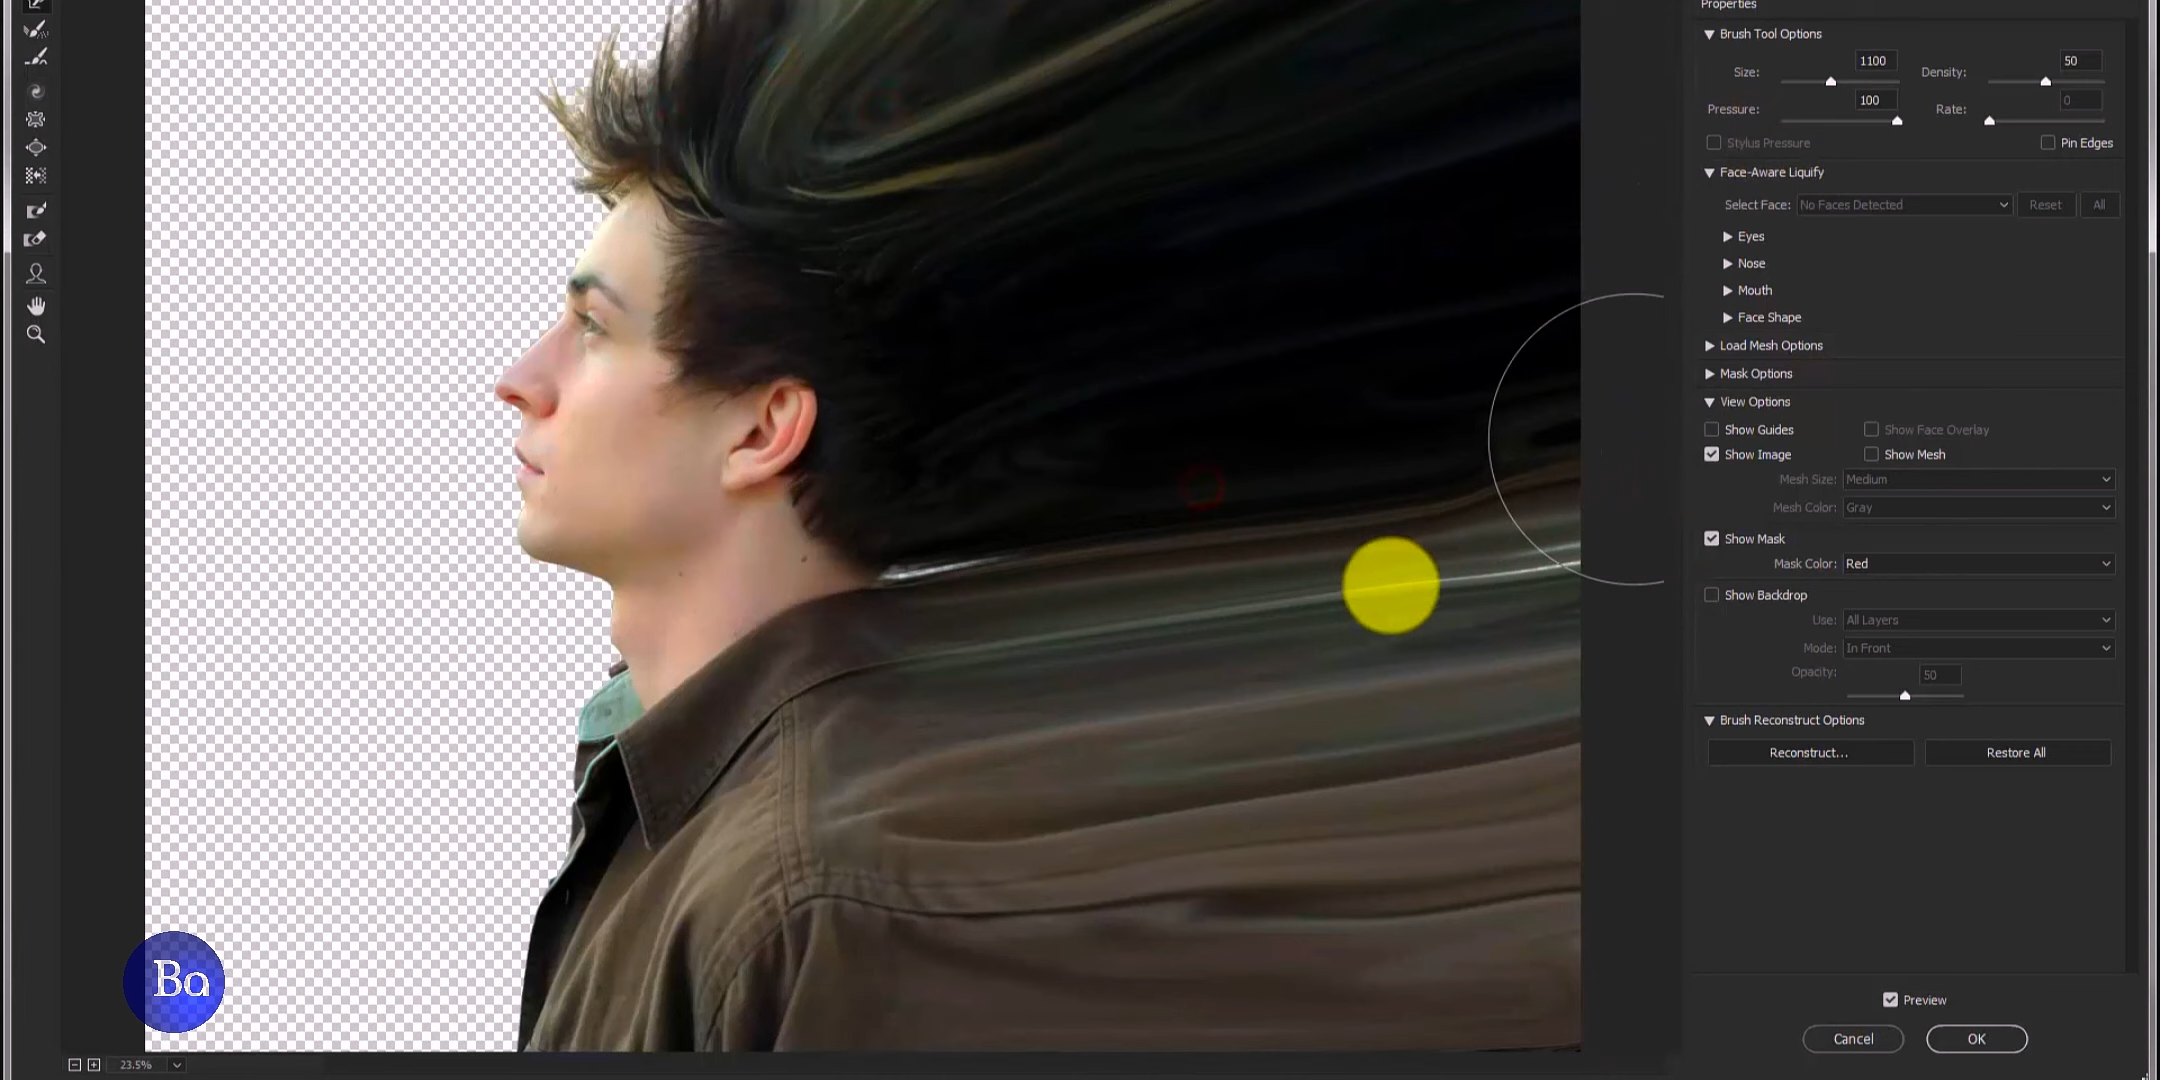 Properties
Brush Tool Options
Size: 1100 Density: 50
Pressure: 100 Rate: 0
Stylus Pressure Pin Edges
Face-Aware Liquify
Select Face: No Faces Detected Reset All
Eyes
Nose
Mouth
Face Shape
Load Mesh Options
Mask Options
View Options
Show Guides Show Face Overlay
Show Image Show Mesh
Mesh Size: Medium
Mesh Color: Gray
Show Mask
Mask Color: Red
Show Backdrop
Use: All Layers
Mode: In Front
Opacity: 50
Brush Reconstruct Options
Reconstruct... Restore All
Ba
Preview
Cancel OK
23.5%